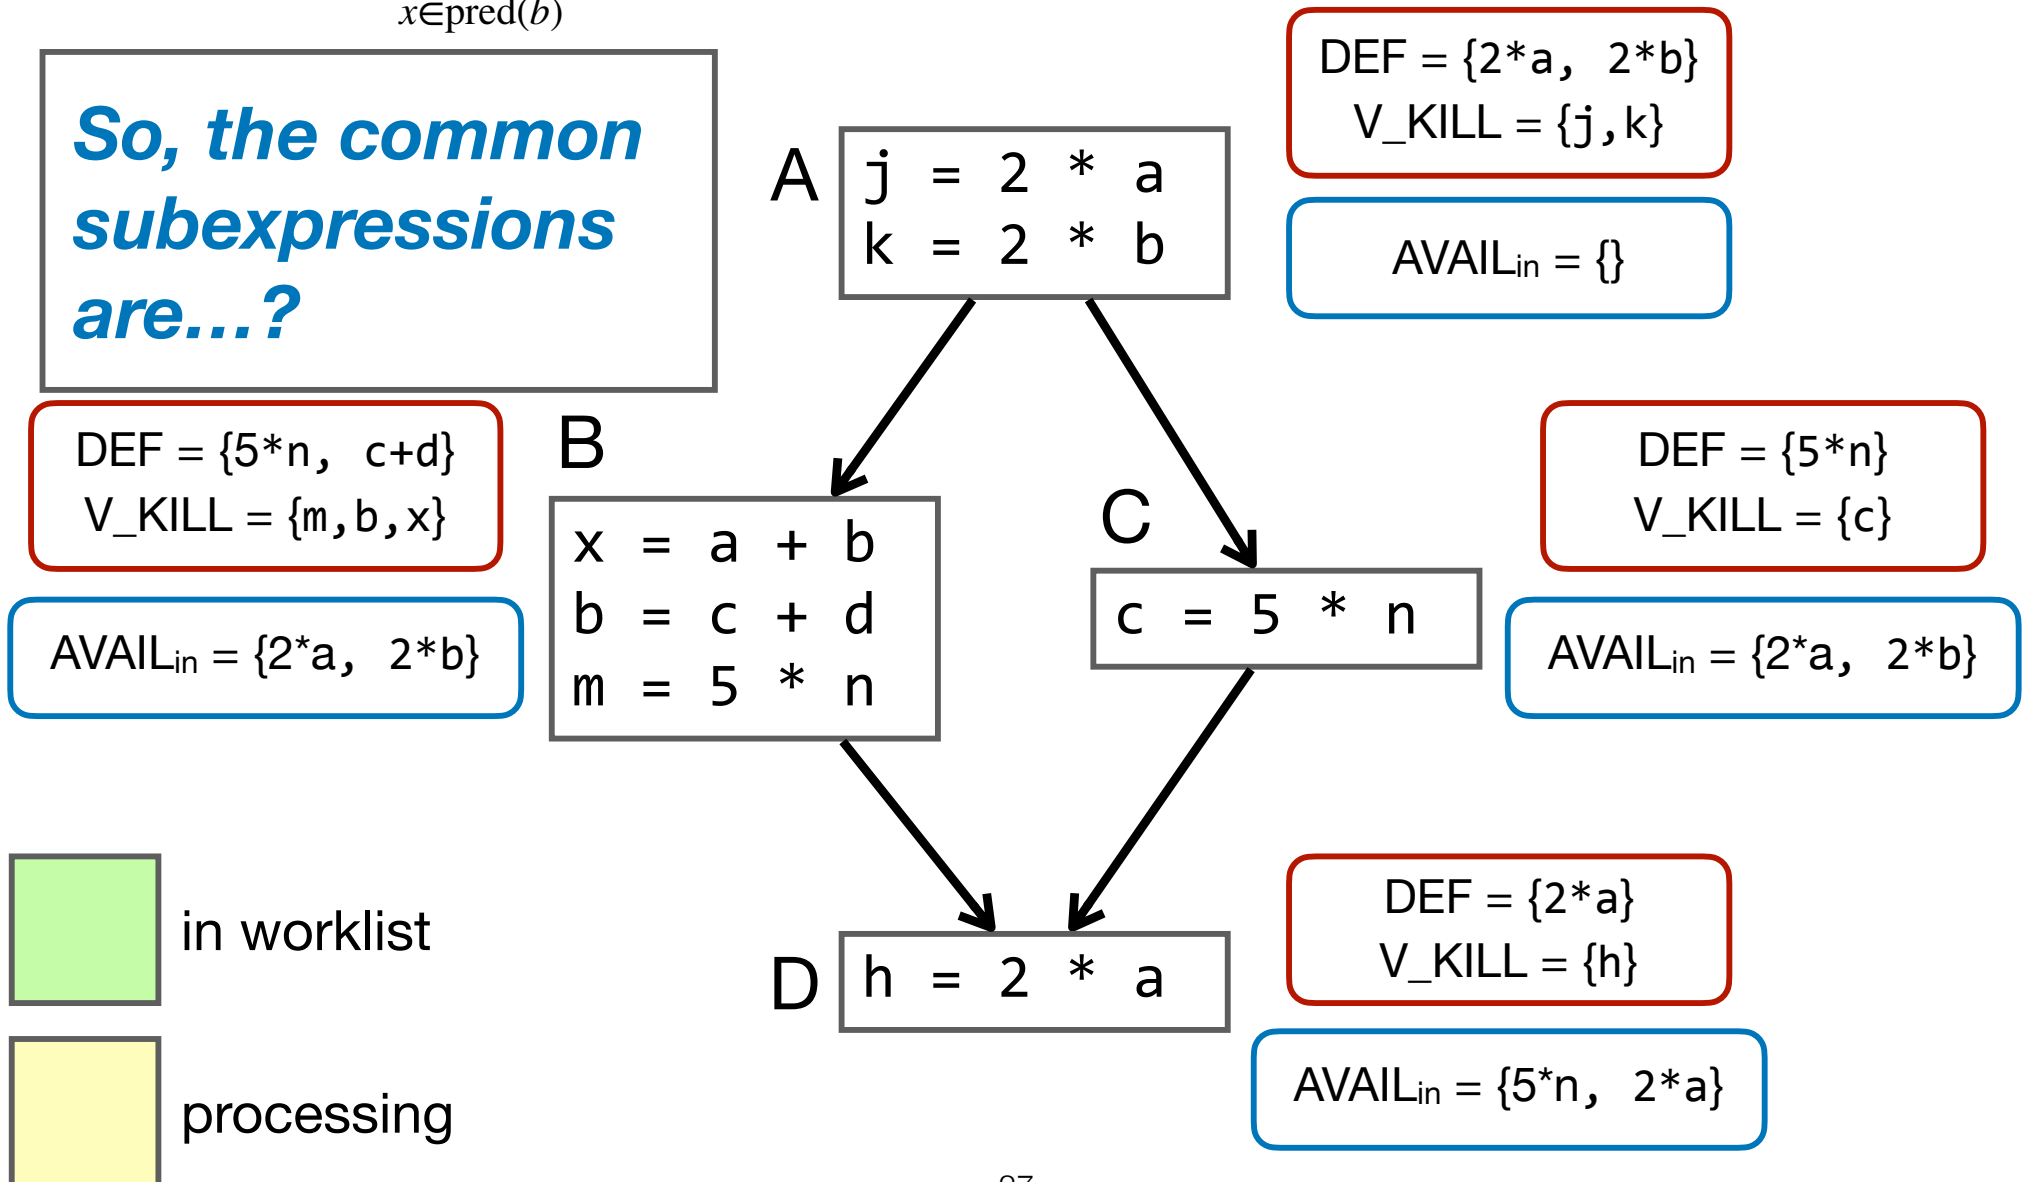 x∈pred(b)
So, the common
subexpressions
are…?
DEF = {2*a, 2*b}
V_KILL = {j,k}
AVAILin = {}
A
j = 2 * a
k = 2 * b
DEF = {5*n, c+d}
V_KILL = {m,b,x}
AVAILin = {2*a, 2*b}
B
x = a + b
b = c + d
m = 5 * n
C
c = 5 * n
DEF = {5*n}
V_KILL = {c}
AVAILin = {2*a, 2*b}
in worklist
processing
D
h = 2 * a
DEF = {2*a}
V_KILL = {h}
AVAILin = {5*n, 2*a}